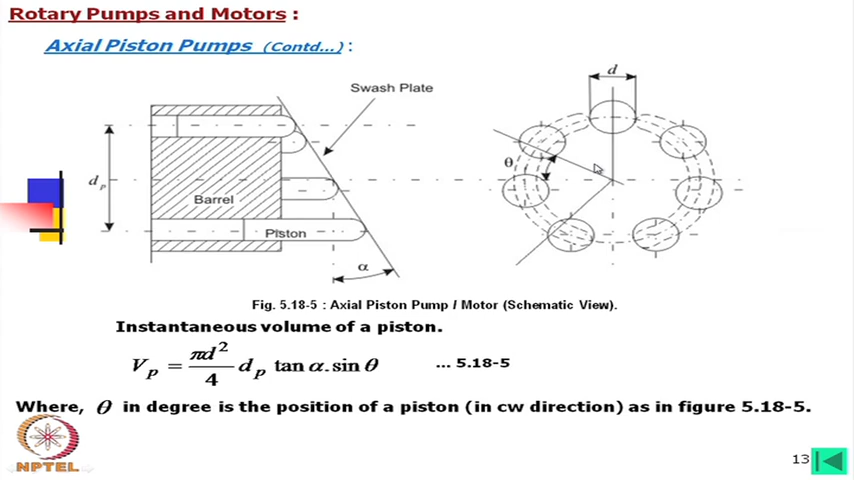 Rotary Pumps and Motors :
Axial Piston Pumps (Contd...) :
Swash Plate
d
θ
d_p
Barrel
Piston
α
Fig. 5.18-5 : Axial Piston Pump / Motor (Schematic View).
Instantaneous volume of a piston.
V_p = πd²/4 d_p tan α. sin θ ... 5.18-5
Where, θ in degree is the position of a piston (in cw direction) as in figure 5.18-5.
NPTEL
13